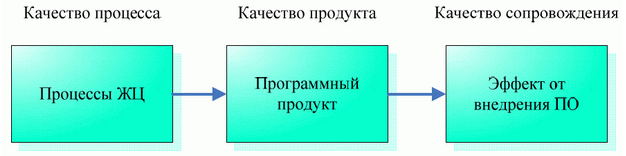 Качество процесса
Качество продукта
Качество сопровождения
Процессы ЖЦ
Программный
продукт
Эффект от
внедрения ПО